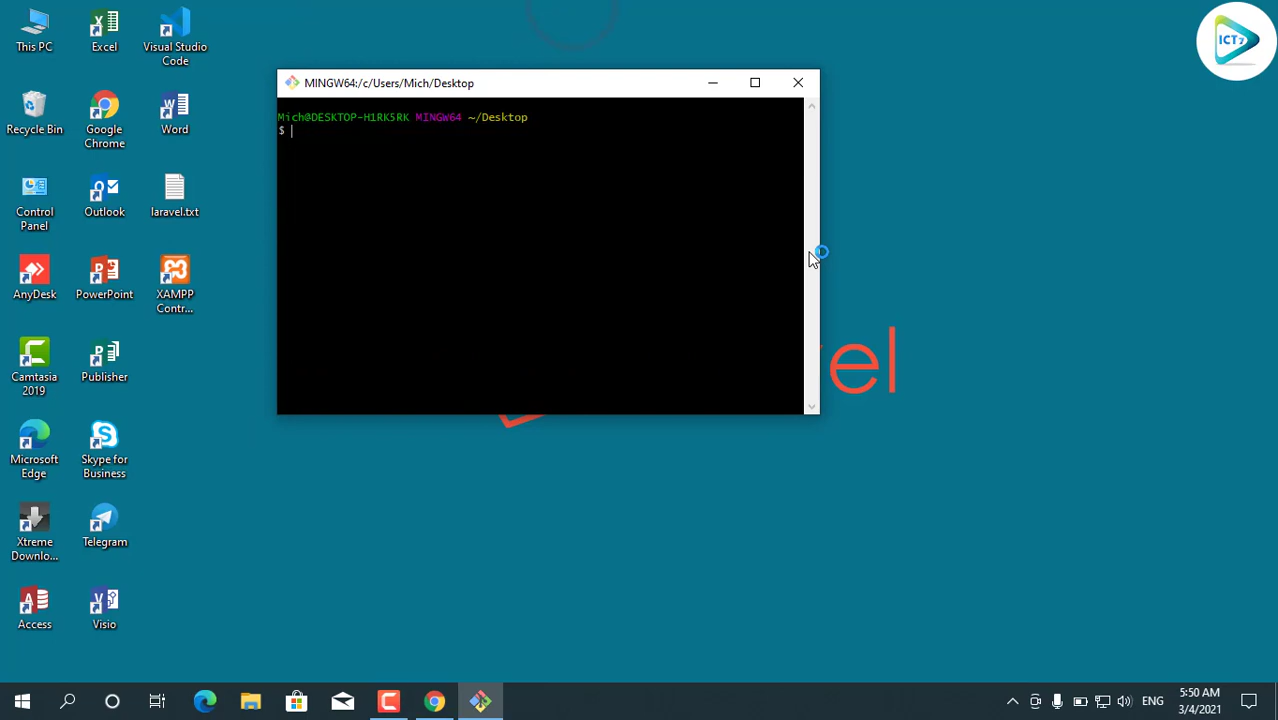 This PC
Excel
Visual Studio
Code
ICT7
MINGW64:/c/Users/Mich/Desktop
Mich@DESKTOP-H1RK5RK MINGW64 ~/Desktop
$
Recycle Bin
Google
Chrome
Word
Control
Panel
Outlook
laravel.txt
AnyDesk
PowerPoint
XAMPP
Contr...
Camtasia
2019
Publisher
el
Microsoft
Edge
Skype for
Business
Xtreme
Downlo...
Telegram
Access
Visio
ENG
5:50 AM
3/4/2021